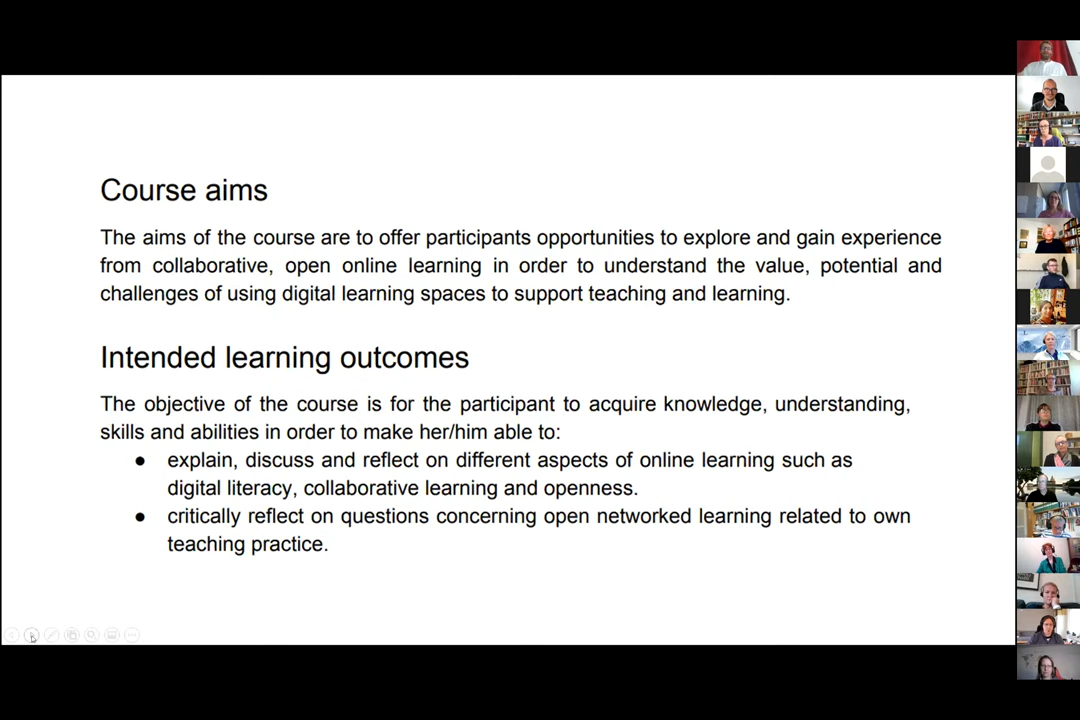 Course aims
The aims of the course are to offer participants opportunities to explore and gain experience
from collaborative, open online learning in order to understand the value, potential and
challenges of using digital learning spaces to support teaching and learning.
Intended learning outcomes
The objective of the course is for the participant to acquire knowledge, understanding,
skills and abilities in order to make her/him able to:
● explain, discuss and reflect on different aspects of online learning such as
digital literacy, collaborative learning and openness.
● critically reflect on questions concerning open networked learning related to own
teaching practice.